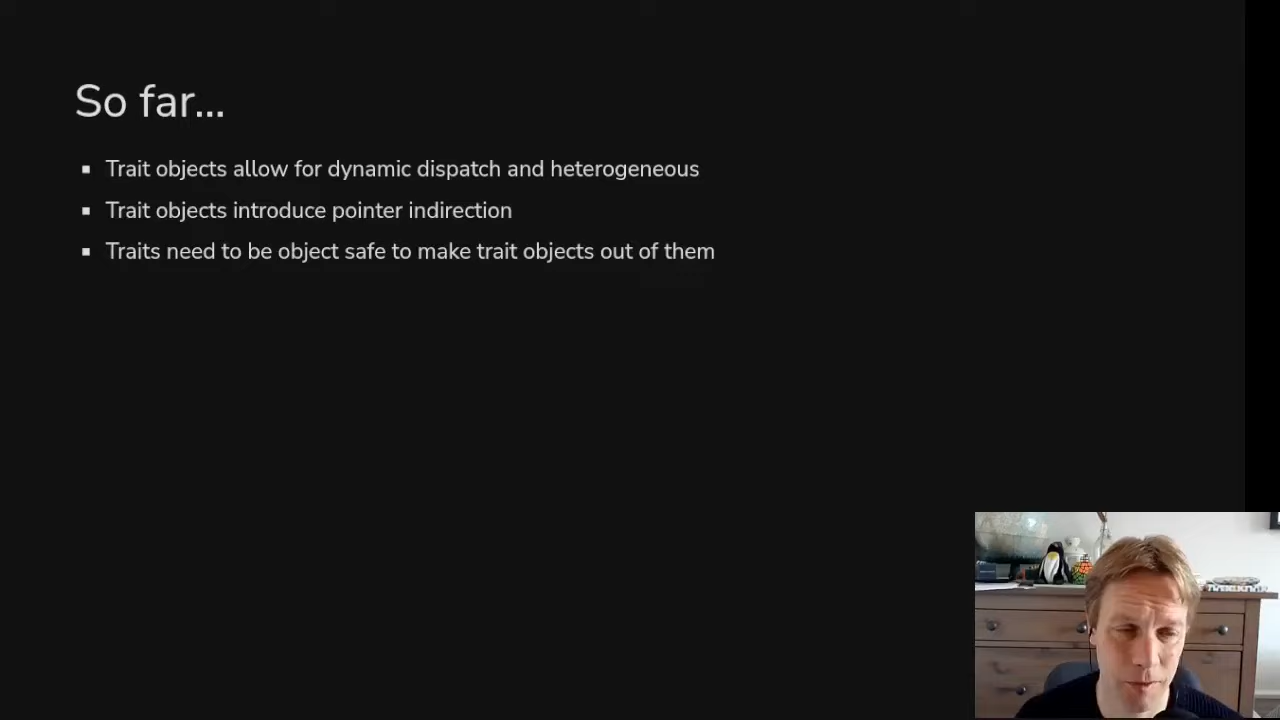 So far...
▪ Trait objects allow for dynamic dispatch and heterogeneous
▪ Trait objects introduce pointer indirection
▪ Traits need to be object safe to make trait objects out of them